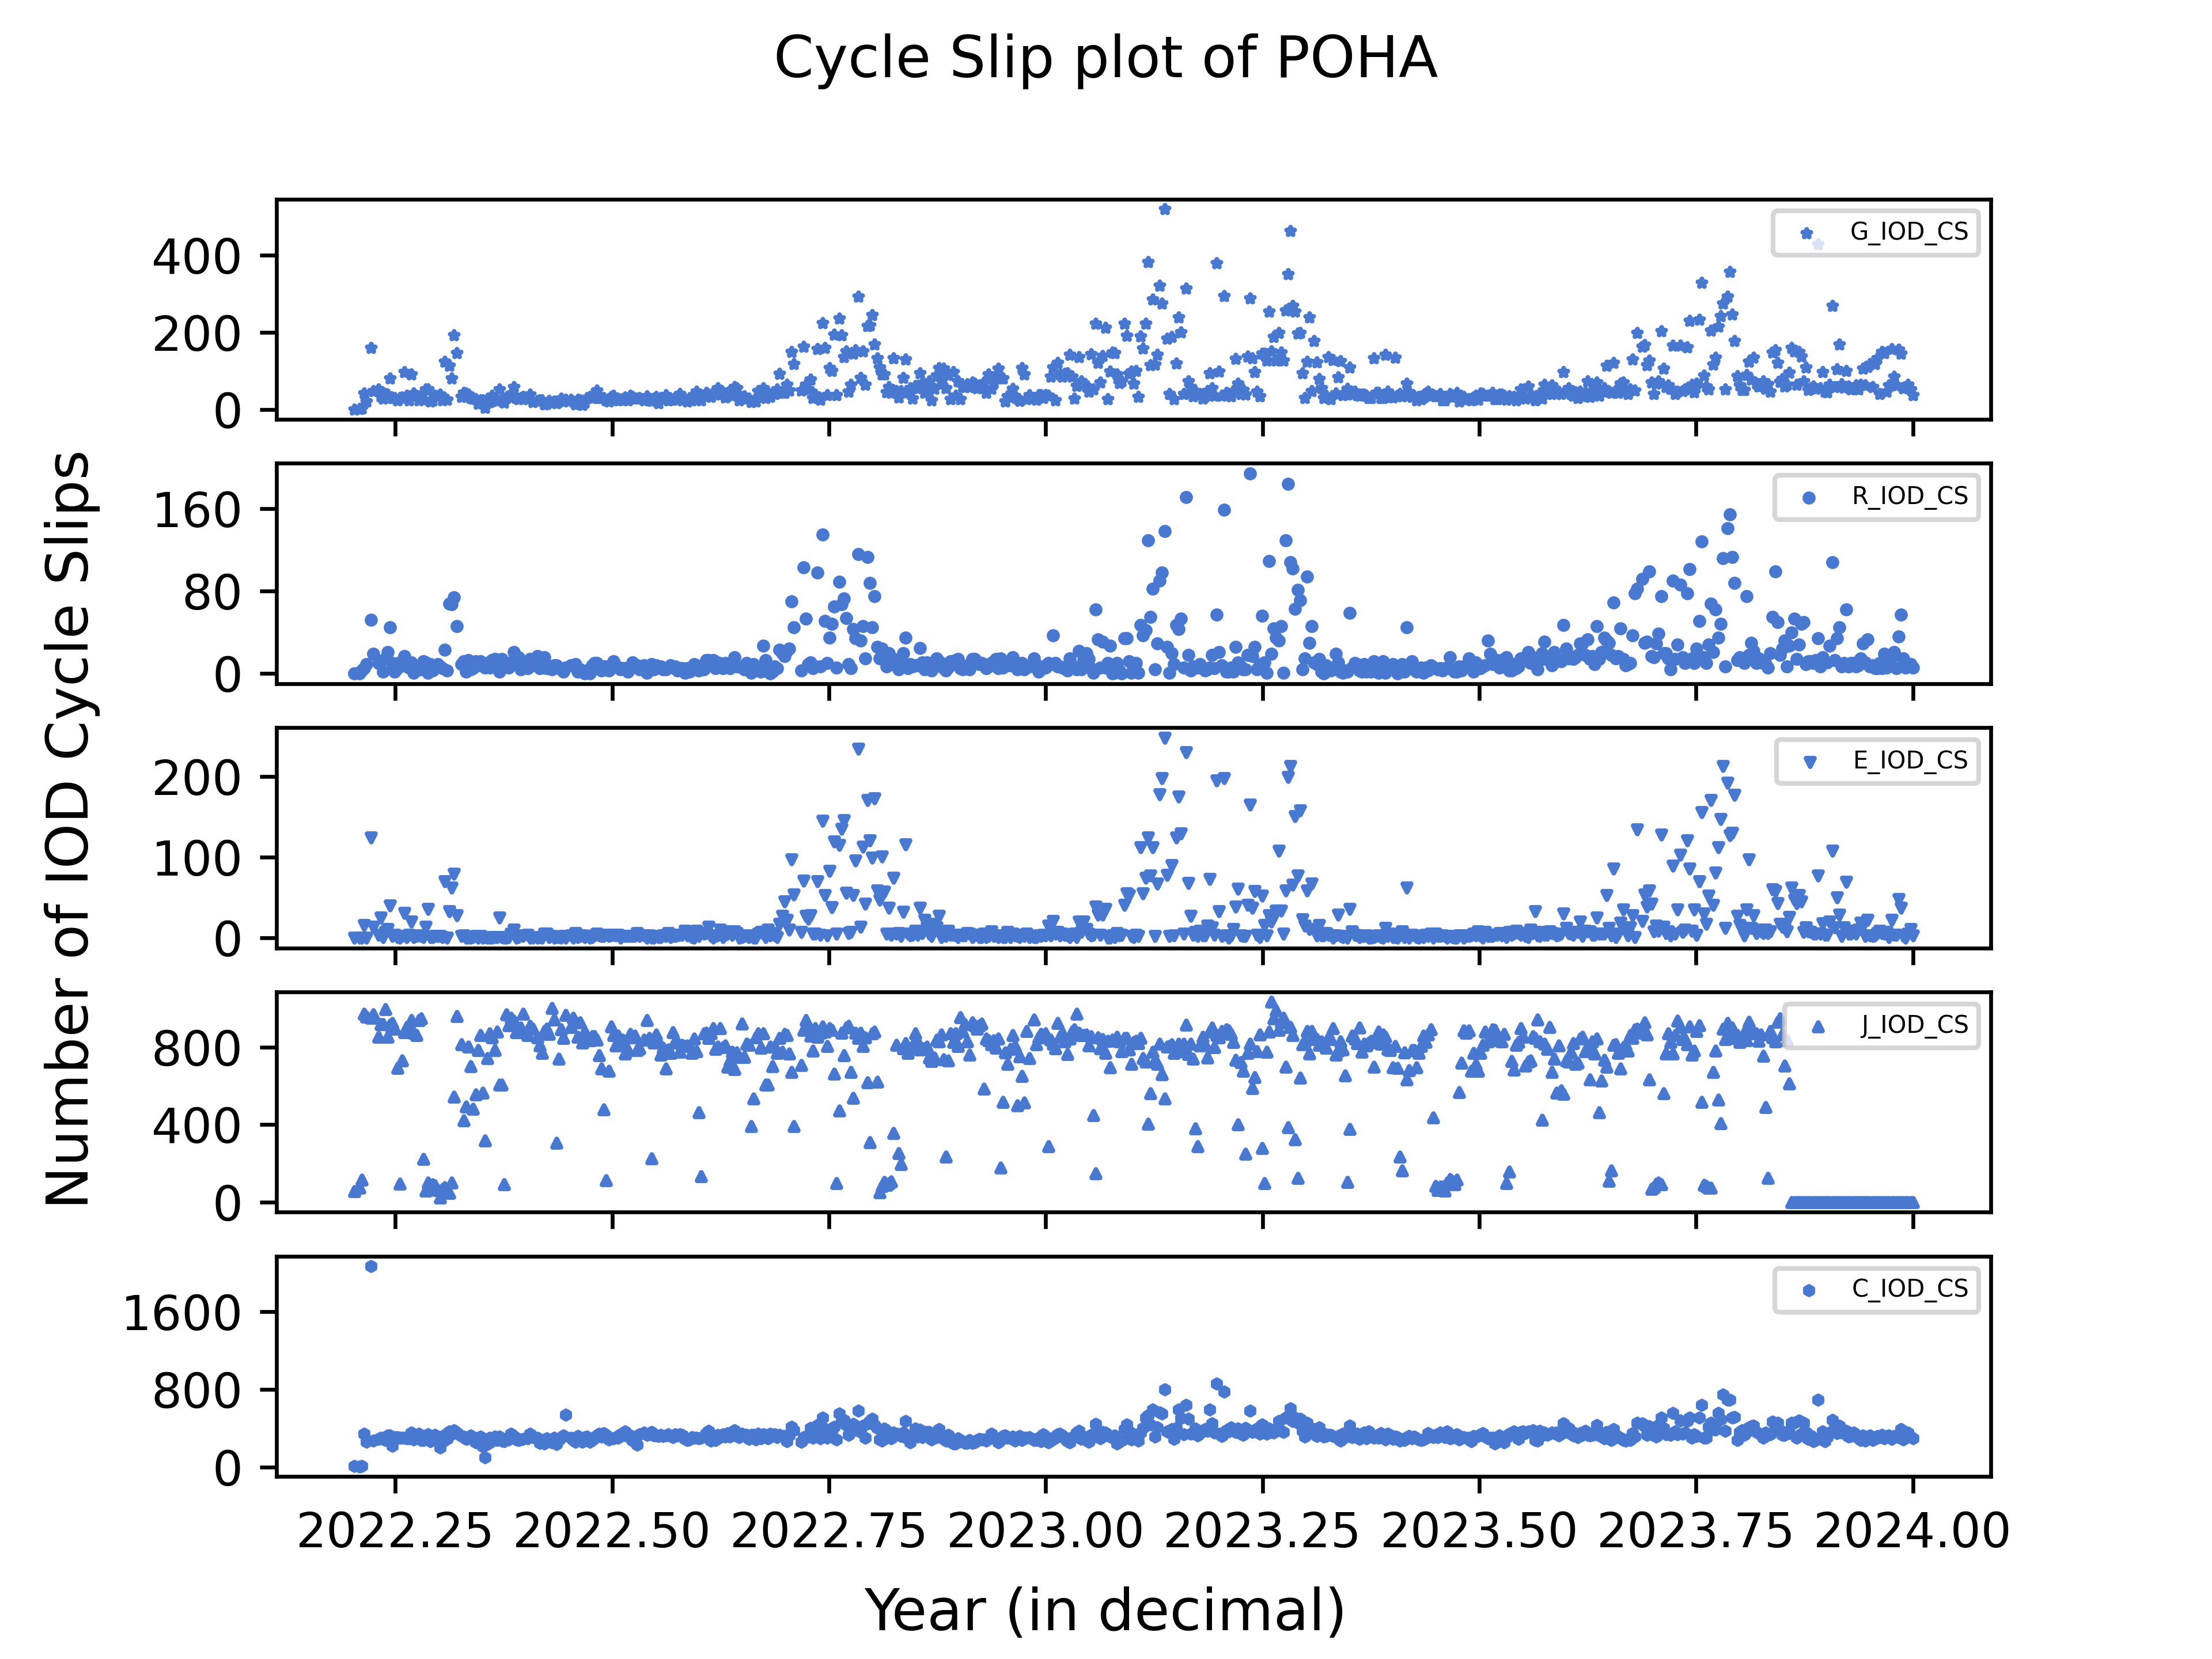 Cycle Slip plot of POHA
Number of IOD Cycle Slips
400
200
0
G_IOD_CS
160
80
0
R_IOD_CS
200
100
0
E_IOD_CS
800
400
0
J_IOD_CS
1600
800
0
C_IOD_CS
2022.25 2022.50 2022.75 2023.00 2023.25 2023.50 2023.75 2024.00
Year (in decimal)